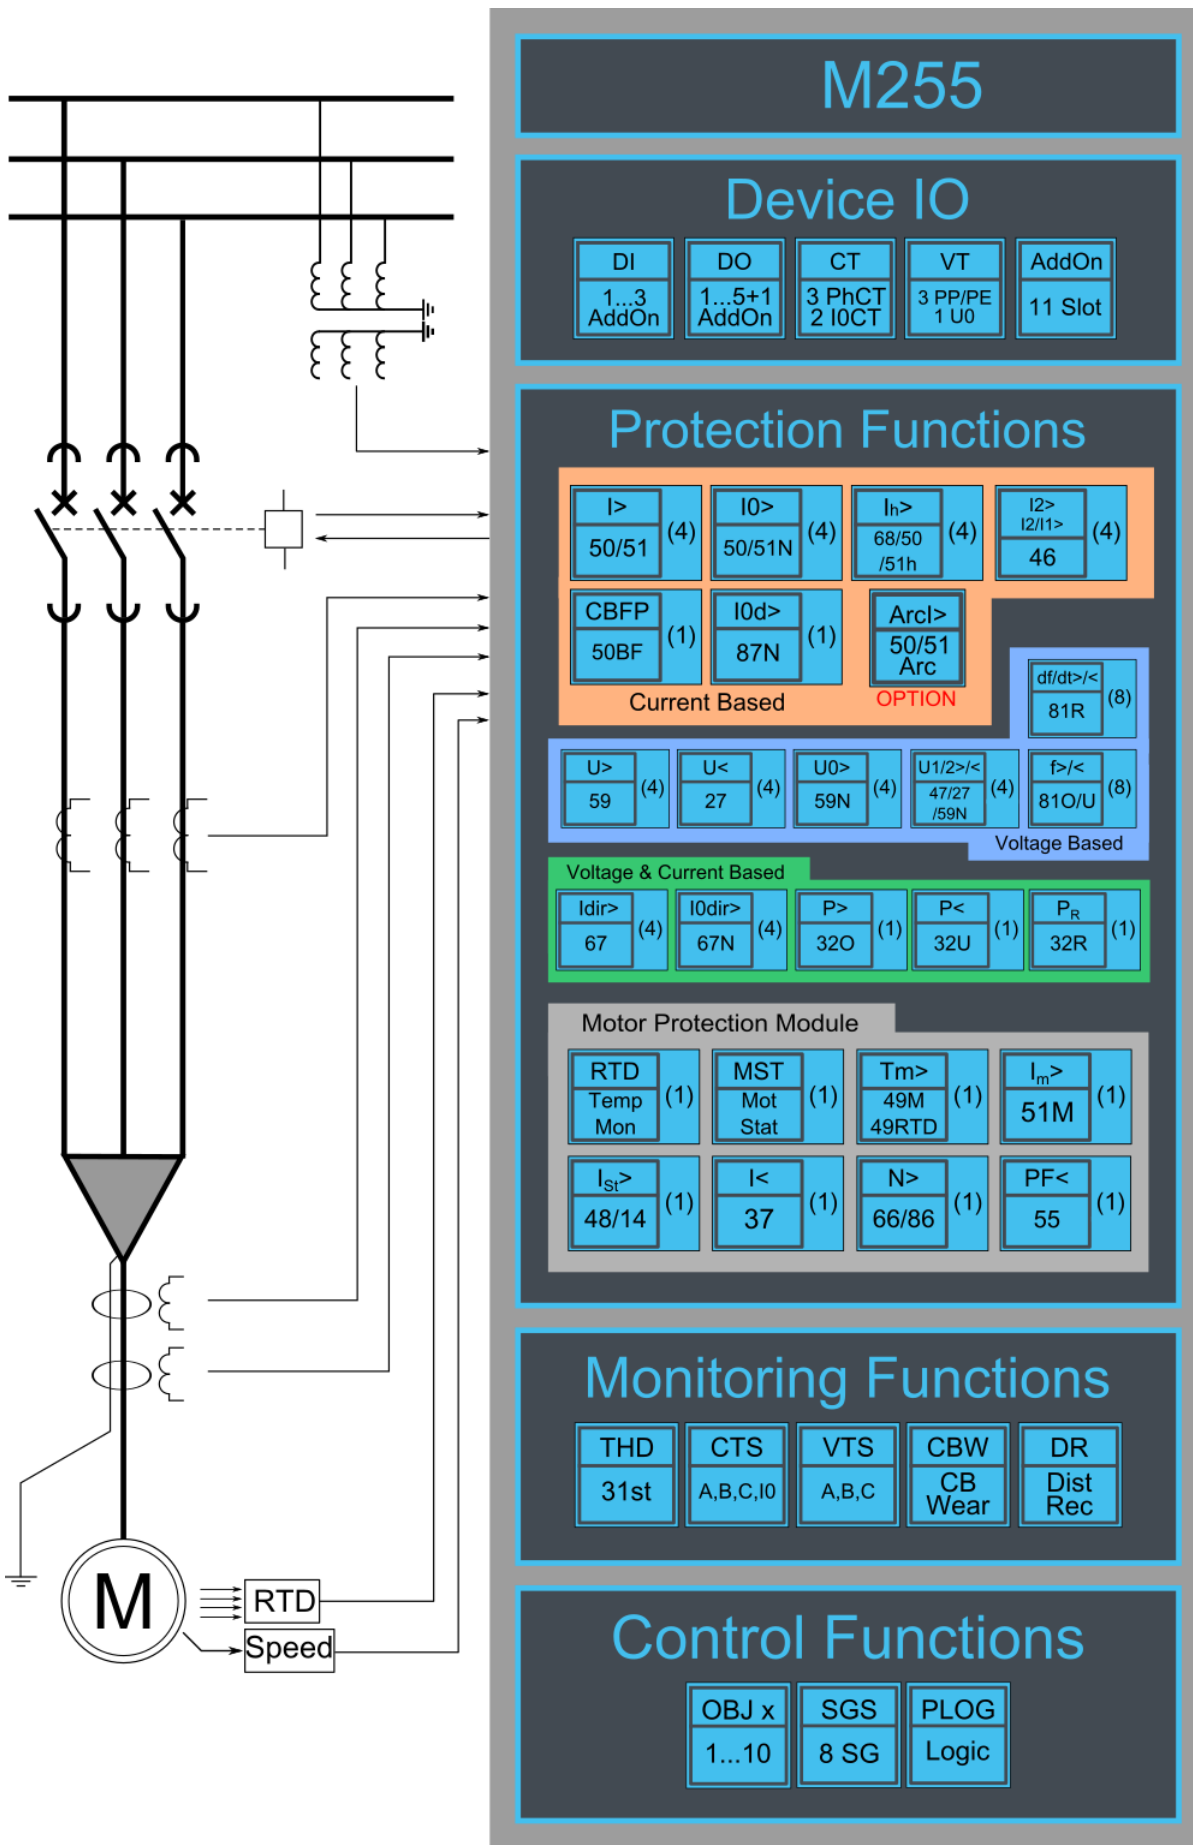 M255
Device IO
DI
1...3
AddOn
DO
1...5+1
AddOn
CT
3 PhCT
2 I0CT
VT
3 PP/PE
1 U0
AddOn
11 Slot
Protection Functions
I>
50/51
(4)
I0>
50/51N
(4)
Ih>
68/50
/51h
(4)
I2>
I2/I1>
46
(4)
CBFP
50BF
(1)
I0d>
87N
(1)
ArcI>
50/51
Arc
OPTION
Current Based
df/dt>/<
81R
(8)
U>
59
(4)
U<
27
(4)
U0>
59N
(4)
U1/2>/<
47/27
/59N
(4)
f>/<
81O/U
(8)
Voltage Based
Voltage & Current Based
Idir>
67
(4)
I0dir>
67N
(4)
P>
32O
(1)
P<
32U
(1)
PR
32R
(1)
Motor Protection Module
RTD
Temp
Mon
(1)
MST
Mot
Stat
(1)
Tm>
49M
49RTD
(1)
Im>
51M
(1)
ISt>
48/14
(1)
I<
37
(1)
N>
66/86
(1)
PF<
55
(1)
Monitoring Functions
THD
31st
CTS
A,B,C,I0
VTS
A,B,C
CBW
CB
Wear
DR
Dist
Rec
M
RTD
Speed
Control Functions
OBJ x
1...10
SGS
8 SG
PLOG
Logic